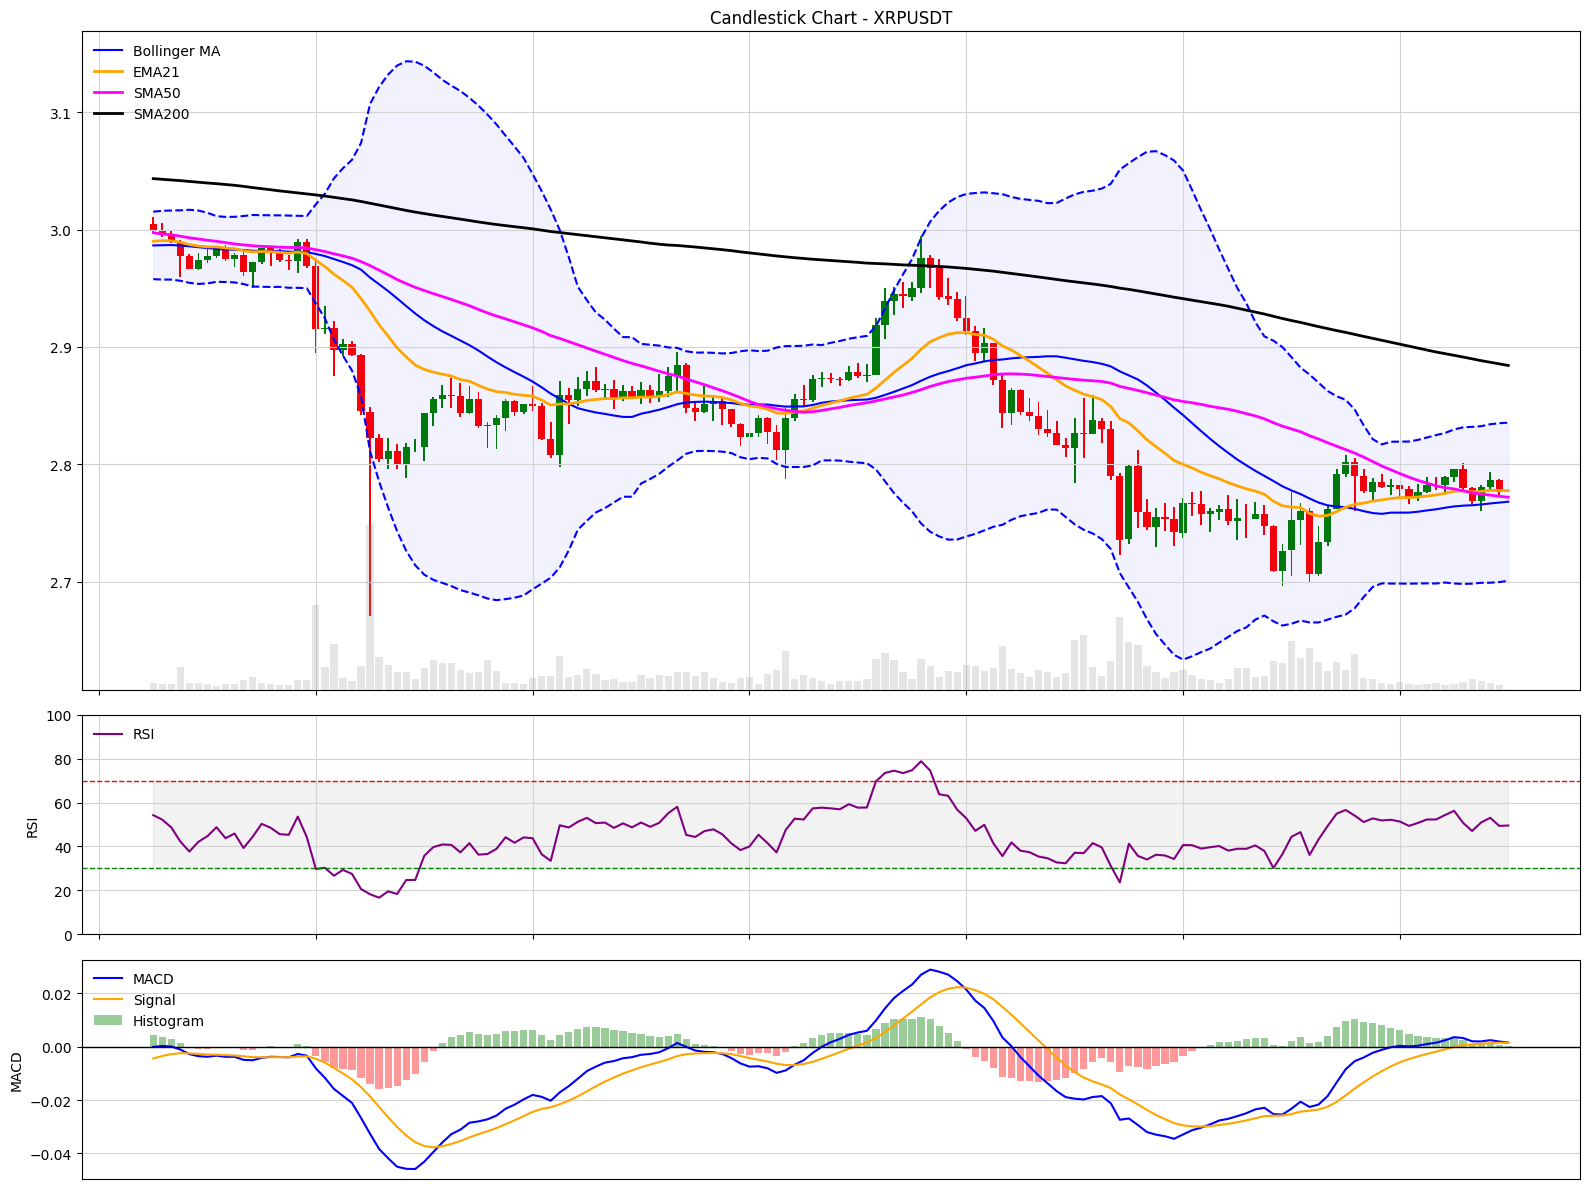 Candlestick Chart - XRPUSDT
Bollinger MA
EMA21
SMA50
SMA200
3.1
3.0
2.9
2.8
2.7
RSI
100
80
60
40
20
0
RSI
MACD
Signal
Histogram
0.02
0.00
−0.02
−0.04
MACD